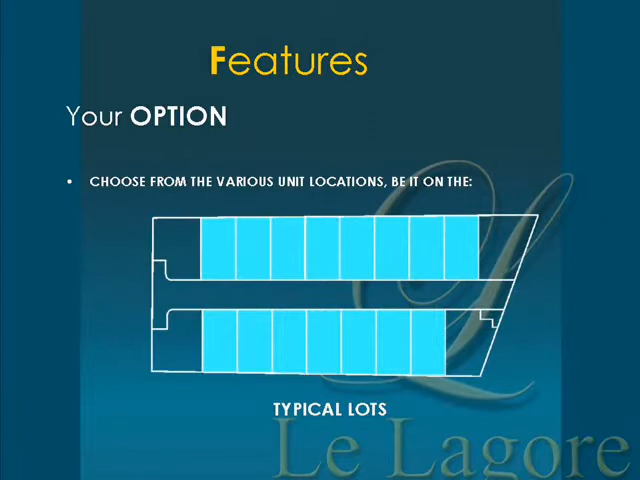 Features
Your OPTION
• CHOOSE FROM THE VARIOUS UNIT LOCATIONS, BE IT ON THE:
TYPICAL LOTS
Le Lagore